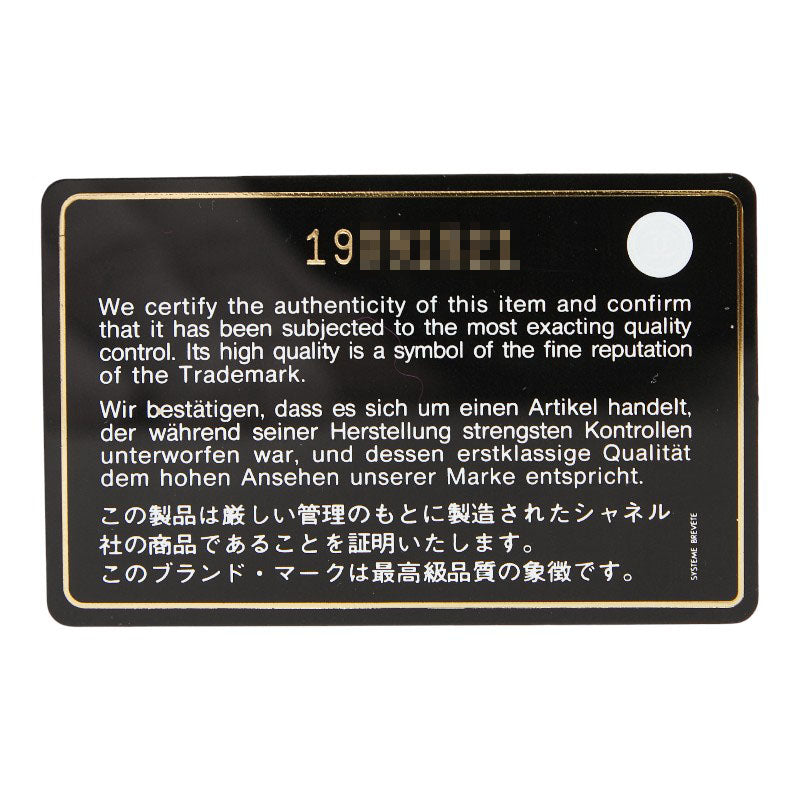 19
We certify the authenticity of this item and confirm
that it has been subjected to the most exacting quality
control. Its high quality is a symbol of the fine reputation
of the Trademark.
Wir bestätigen, dass es sich um einen Artikel handelt,
der während seiner Herstellung strengsten Kontrollen
unterworfen war, und dessen erstklassige Qualität
dem hohen Ansehen unserer Marke entspricht.
この製品は厳しい管理のもとに製造されたシャネル
社の商品であることを証明いたします。
このブランド・マークは最高級品質の象徴です。
SYSTEME BREVETE